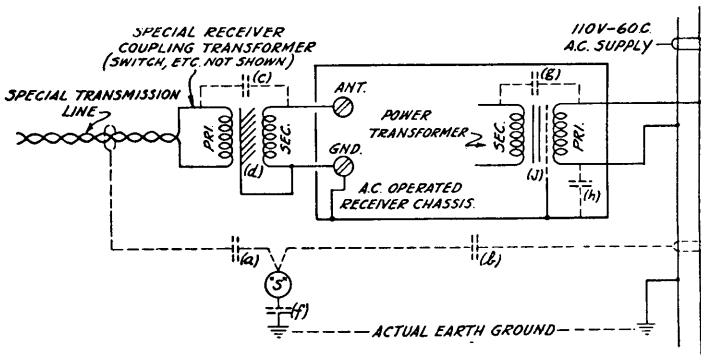 SPECIAL RECEIVER
COUPLING TRANSFORMER
(SWITCH, ETC. NOT SHOWN)
110V-60C.
A.C. SUPPLY
SPECIAL TRANSMISSION
LINE
(c)
PRI.
SEC.
(d)
ANT.
GND.
POWER
TRANSFORMER
(g)
SEC.
PRI.
(J)
(h)
A.C. OPERATED
RECEIVER CHASSIS.
(a)
(b)
"S"
(f)
ACTUAL EARTH GROUND